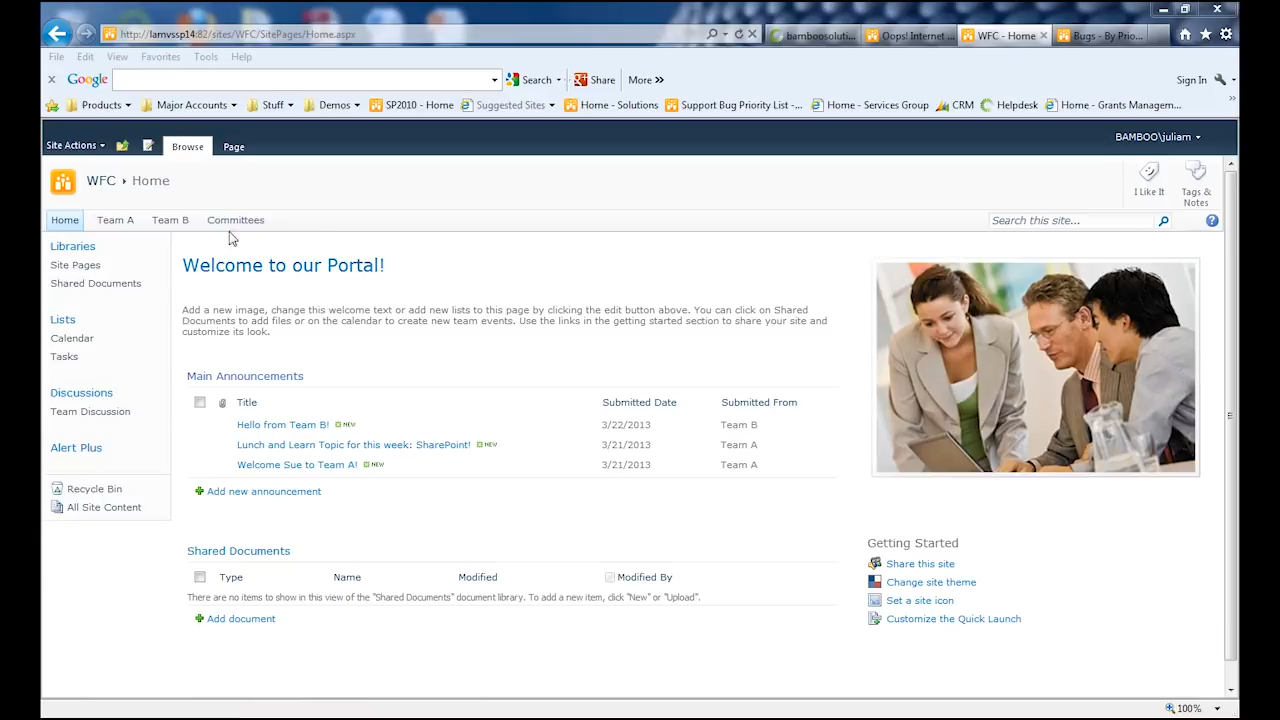 http://lamvssp14:82/sites/WFC/SitePages/Home.aspx
bamboosoluti...
Oops! Internet ...
WFC - Home
Bugs - By Prio...
File Edit View Favorites Tools Help
Google Search Share More » Sign In
Products Major Accounts Stuff Demos SP2010 - Home Suggested Sites Home - Solutions Support Bug Priority List -... Home - Services Group CRM Helpdesk Home - Grants Managem...
Site Actions Browse Page BAMBOO\juliam
WFC Home
I Like It
Tags & Notes
Home Team A Team B Committees Search this site...
Libraries
Site Pages
Shared Documents
Lists
Calendar
Tasks
Discussions
Team Discussion
Alert Plus
Recycle Bin
All Site Content
Welcome to our Portal!
Add a new image, change this welcome text or add new lists to this page by clicking the edit button above. You can click on Shared
Documents to add files or on the calendar to create new team events. Use the links in the getting started section to share your site and
customize its look.
Main Announcements
Title Submitted Date Submitted From
Hello from Team B! NEW 3/22/2013 Team B
Lunch and Learn Topic for this week: SharePoint! NEW 3/21/2013 Team A
Welcome Sue to Team A! NEW 3/21/2013 Team A
Add new announcement
Shared Documents
Type Name Modified Modified By
There are no items to show in this view of the "Shared Documents" document library. To add a new item, click "New" or "Upload".
Add document
Getting Started
Share this site
Change site theme
Set a site icon
Customize the Quick Launch
100%